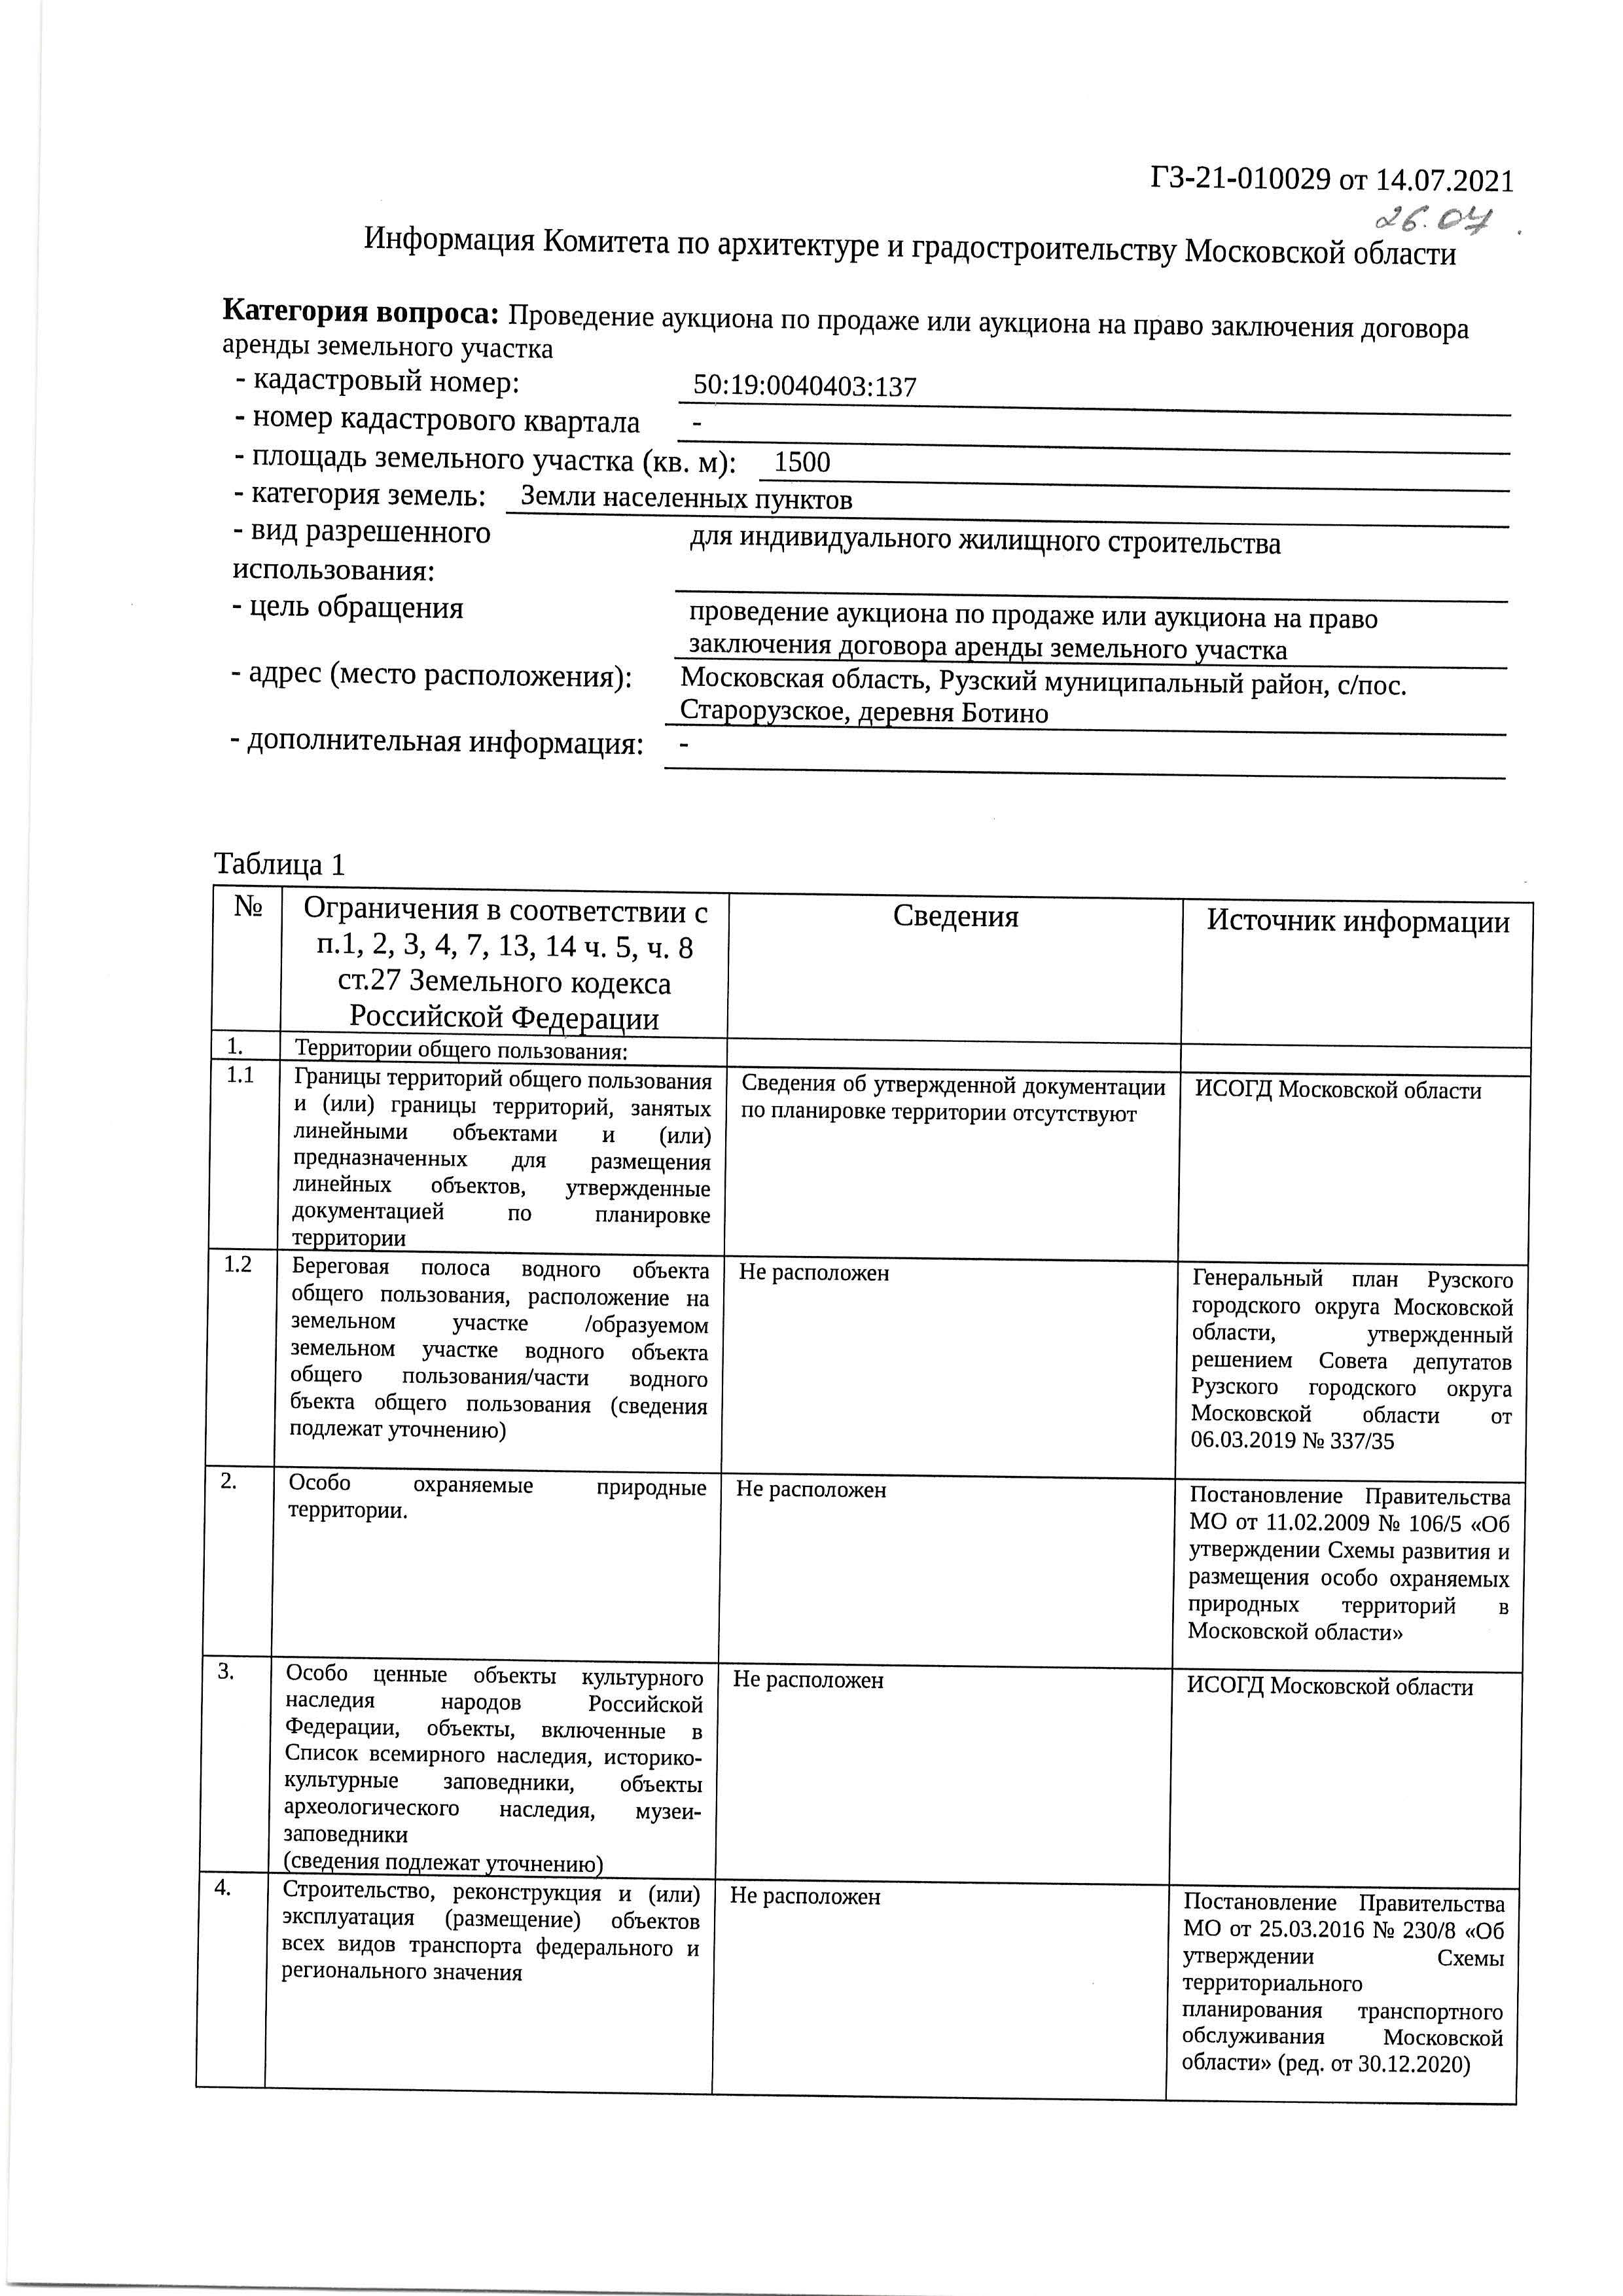 ГЗ-21-010029 от 14.07.2021
26.04
Информация Комитета по архитектуре и градостроительству Московской области
Категория вопроса: Проведение аукциона по продаже или аукциона на право заключения договора
аренды земельного участка
- кадастровый номер: 50:19:0040403:137
- номер кадастрового квартала -
- площадь земельного участка (кв. м): 1500
- категория земель: Земли населенных пунктов
- вид разрешенного для индивидуального жилищного строительства
использования:
- цель обращения проведение аукциона по продаже или аукциона на право
заключения договора аренды земельного участка
- адрес (место расположения): Московская область, Рузский муниципальный район, с/пос.
Старорузское, деревня Ботино
- дополнительная информация: -
Таблица 1
№
Ограничения в соответствии с
п.1, 2, 3, 4, 7, 13, 14 ч. 5, ч. 8
ст.27 Земельного кодекса
Российской Федерации
Сведения
Источник информации
1.
Территории общего пользования:
1.1
Границы территорий общего пользования
и (или) границы территорий, занятых
линейными объектами и (или)
предназначенных для размещения
линейных объектов, утвержденные
документацией по планировке
территории
Сведения об утвержденной документации
по планировке территории отсутствуют
ИСОГД Московской области
1.2
Береговая полоса водного объекта
общего пользования, расположение на
земельном участке /образуемом
земельном участке водного объекта
общего пользования/части водного
бъекта общего пользования (сведения
подлежат уточнению)
Не расположен
Генеральный план Рузского
городского округа Московской
области, утвержденный
решением Совета депутатов
Рузского городского округа
Московской области от
06.03.2019 № 337/35
2.
Особо охраняемые природные
территории.
Не расположен
Постановление Правительства
МО от 11.02.2009 № 106/5 «Об
утверждении Схемы развития и
размещения особо охраняемых
природных территорий в
Московской области»
3.
Особо ценные объекты культурного
наследия народов Российской
Федерации, объекты, включенные в
Список всемирного наследия, историко-
культурные заповедники, объекты
археологического наследия, музеи-
заповедники
(сведения подлежат уточнению)
Не расположен
ИСОГД Московской области
4.
Строительство, реконструкция и (или)
эксплуатация (размещение) объектов
всех видов транспорта федерального и
регионального значения
Не расположен
Постановление Правительства
МО от 25.03.2016 № 230/8 «Об
утверждении Схемы
территориального
планирования транспортного
обслуживания Московской
области» (ред. от 30.12.2020)